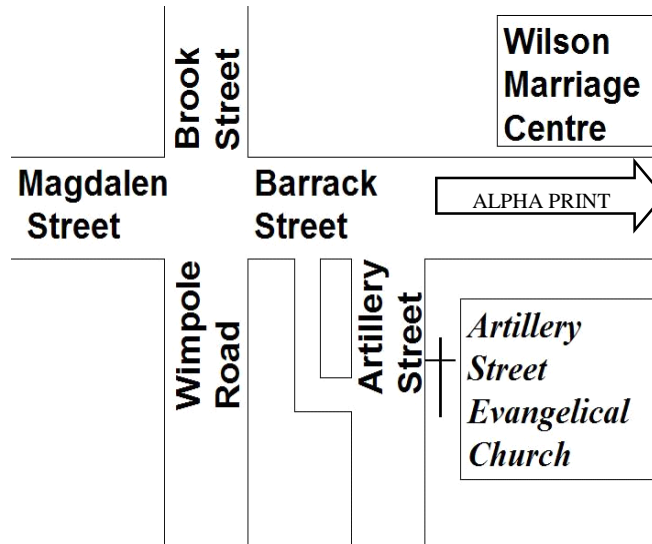 Brook
Street
Wilson
Marriage
Centre
Magdalen
Street
Barrack
Street
ALPHA PRINT
Wimpole
Road
Artillery
Street
Artillery
Street
Evangelical
Church